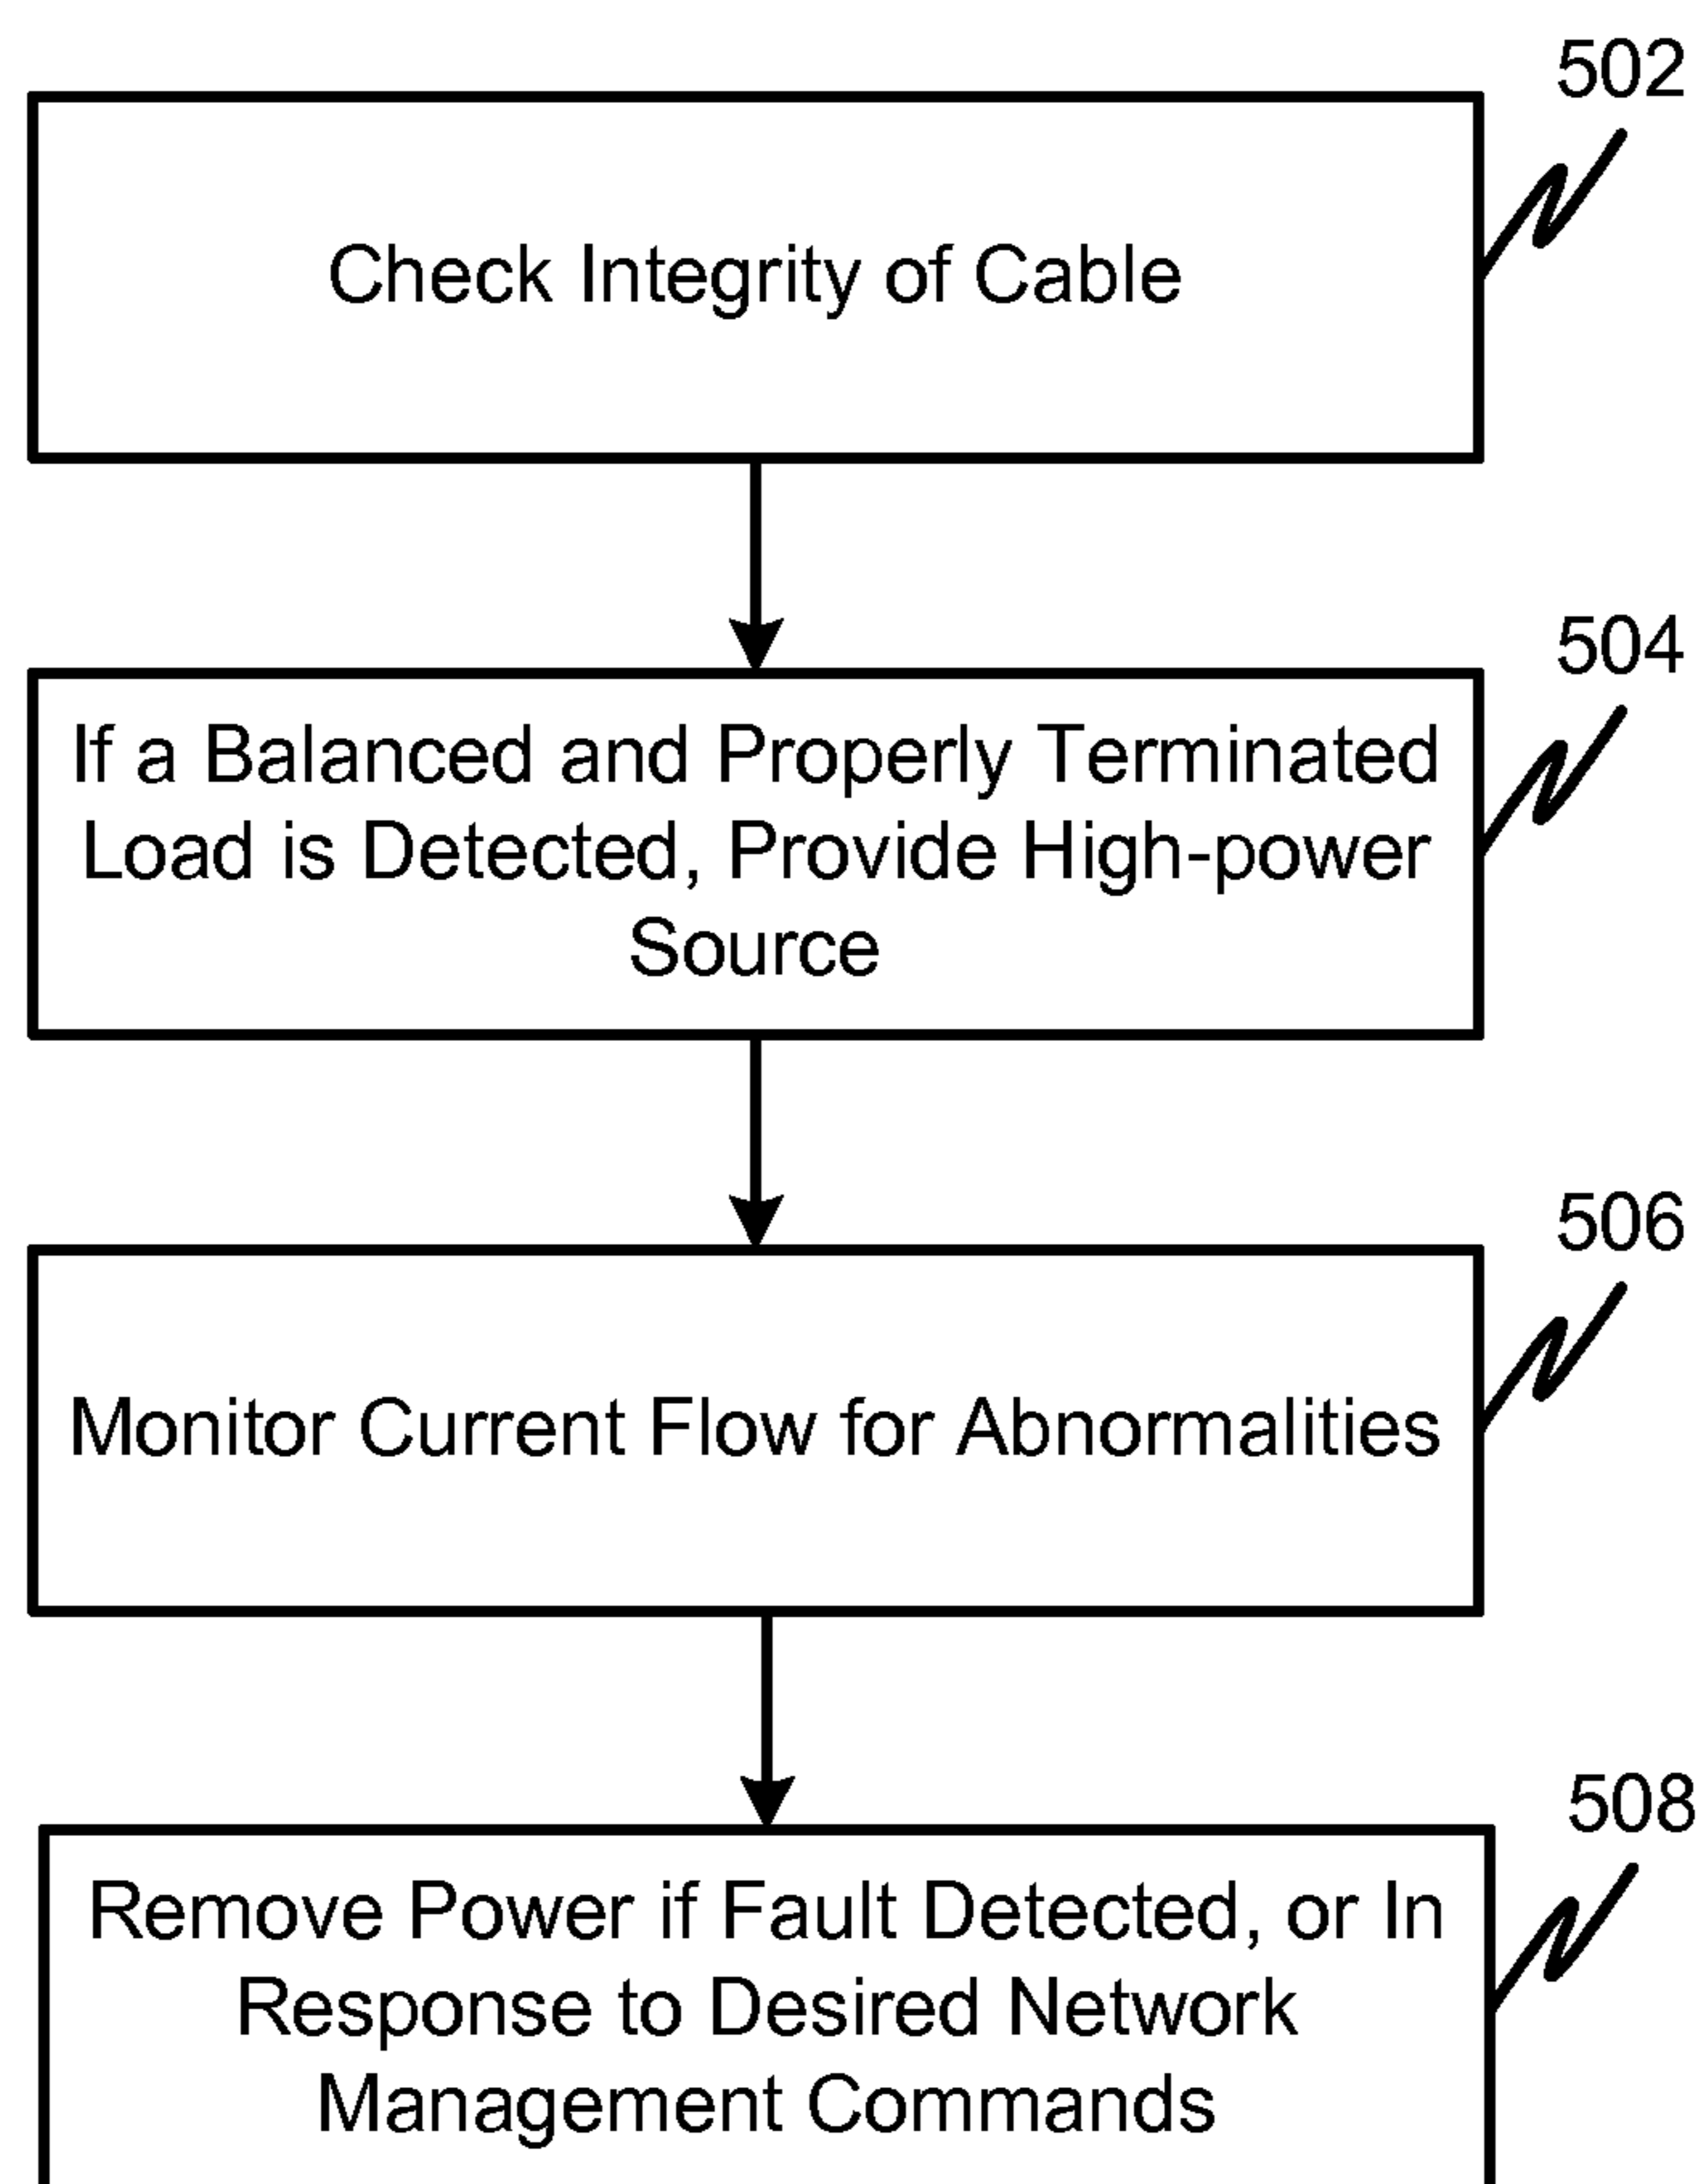 502
Check Integrity of Cable
504
If a Balanced and Properly Terminated
Load is Detected, Provide High-power
Source
506
Monitor Current Flow for Abnormalities
508
Remove Power if Fault Detected, or In
Response to Desired Network
Management Commands